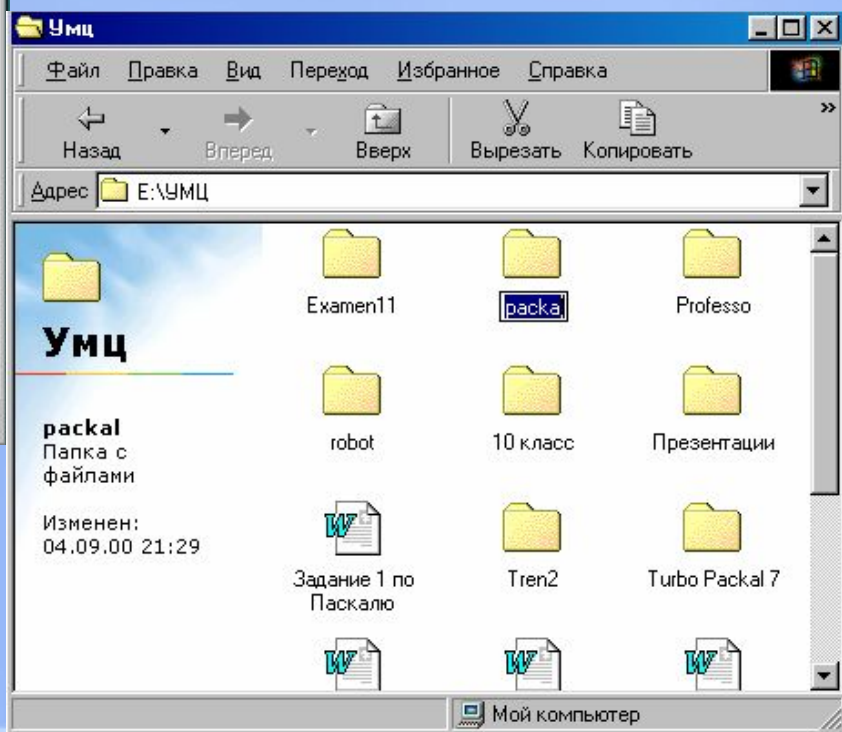 Умц
Файл Правка Вид Переход Избранное Справка
»
Назад Вперед Вверх Вырезать Копировать
Адрес E:\УМЦ
Умц
packal
Папка с
файлами
Изменен:
04.09.00 21:29
Examen11 packa Professo
robot 10 класс Презентации
Задание 1 по
Паскалю
Tren2 Turbo Packal 7
Мой компьютер